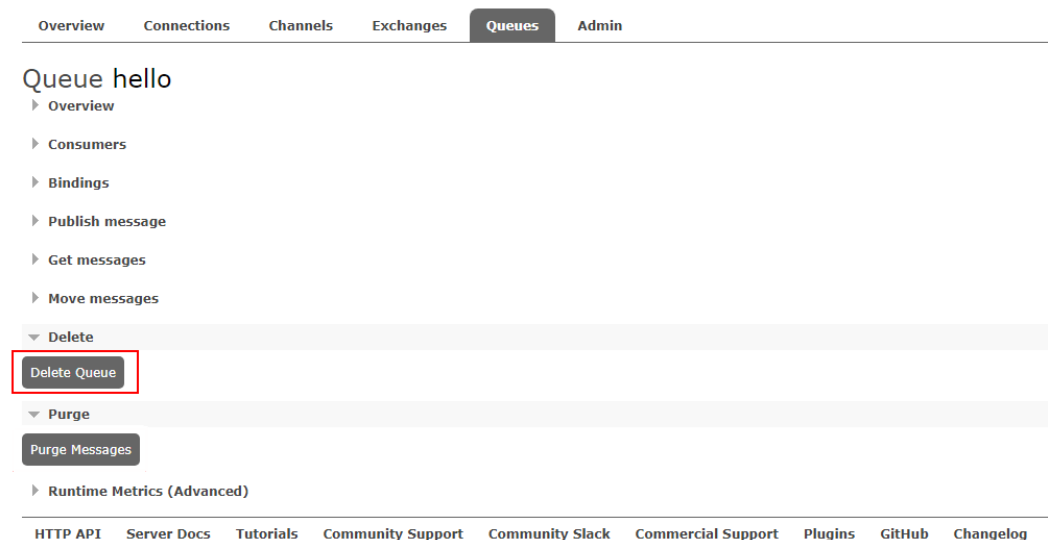 Overview Connections Channels Exchanges Queues Admin
Queue hello
Overview
Consumers
Bindings
Publish message
Get messages
Move messages
Delete
Delete Queue
Purge
Purge Messages
Runtime Metrics (Advanced)
HTTP API Server Docs Tutorials Community Support Community Slack Commercial Support Plugins GitHub Changelog